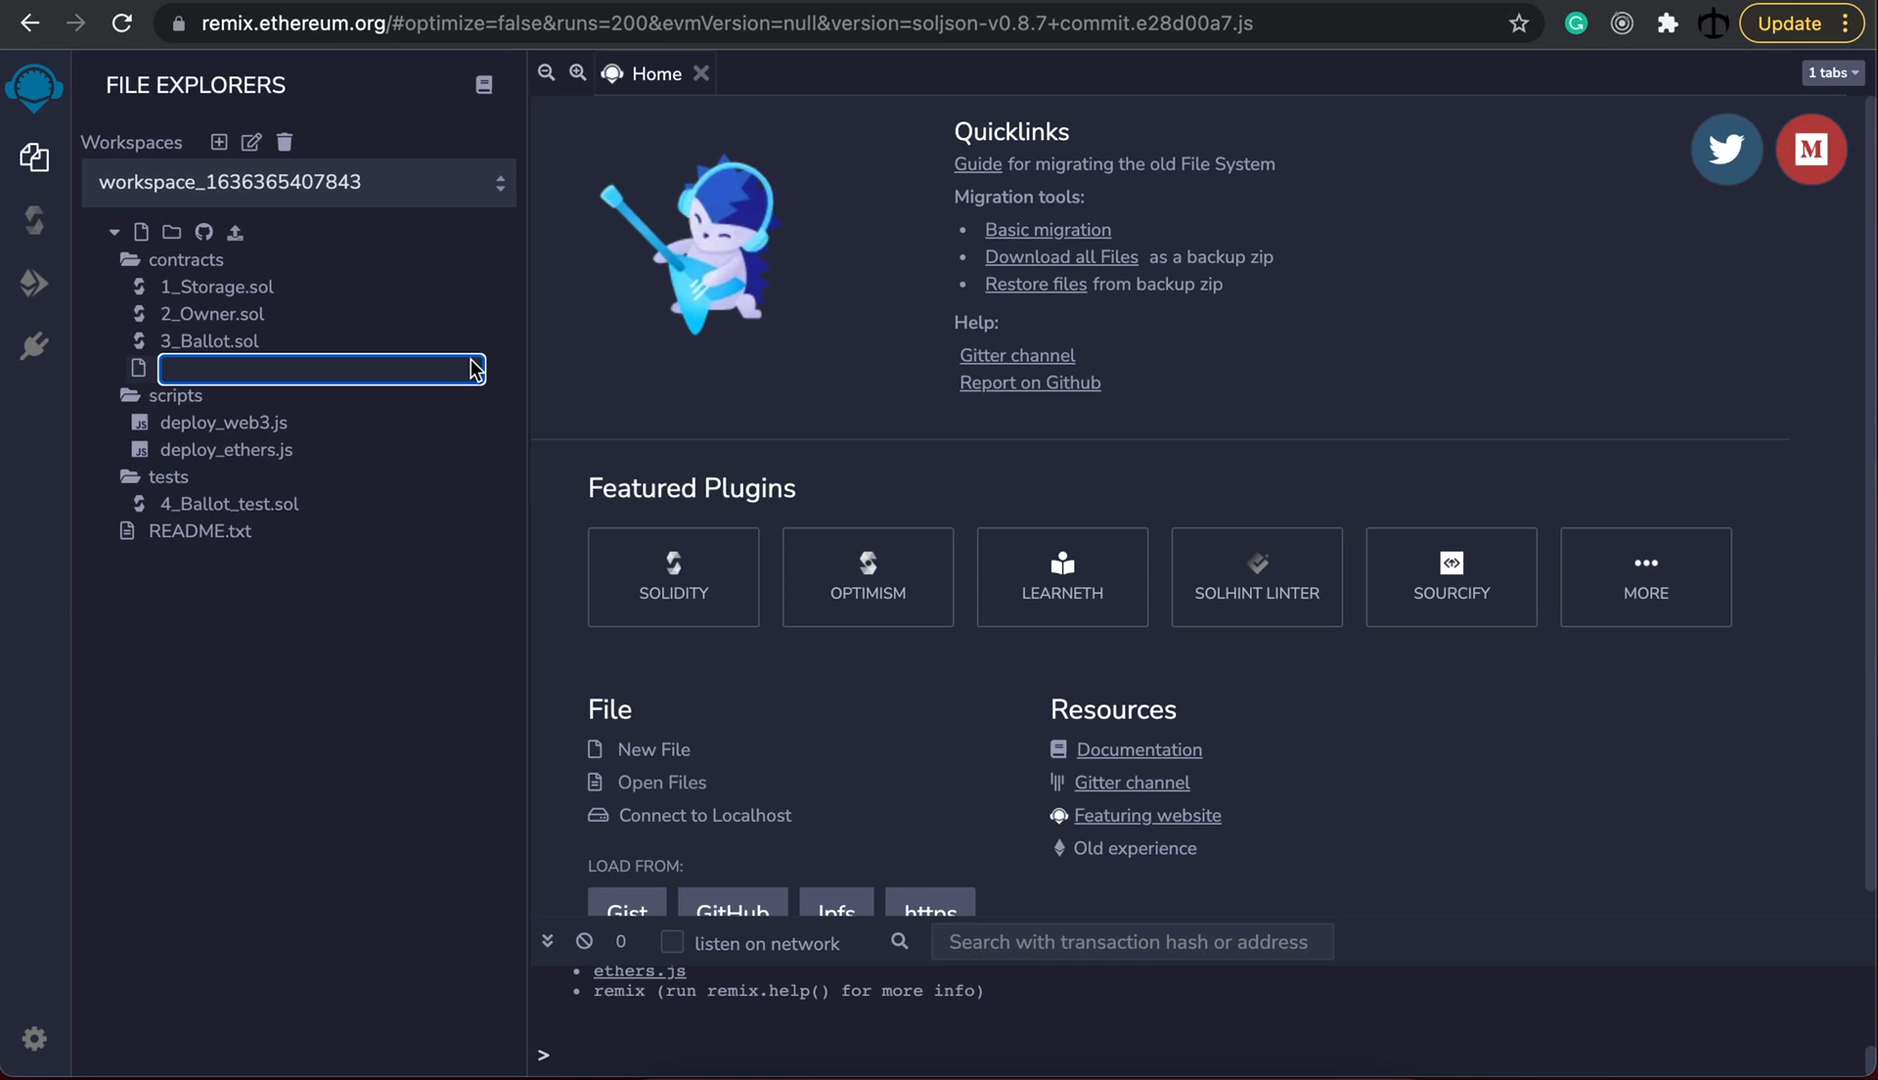 remix.ethereum.org/#optimize=false&runs=200&evmVersion=null&version=soljson-v0.8.7+commit.e28d00a7.js
Update
FILE EXPLORERS
Workspaces
workspace_1636365407843
contracts
1_Storage.sol
2_Owner.sol
3_Ballot.sol
scripts
JS deploy_web3.js
JS deploy_ethers.js
tests
4_Ballot_test.sol
README.txt
Home
1 tabs
Quicklinks
Guide for migrating the old File System
Migration tools:
• Basic migration
• Download all Files as a backup zip
• Restore files from backup zip
Help:
Gitter channel
Report on Github
M
Featured Plugins
SOLIDITY
OPTIMISM
LEARNETH
SOLHINT LINTER
SOURCIFY
MORE
File
New File
Open Files
Connect to Localhost
LOAD FROM:
Gist
GitHub
Ipfs
https
Resources
Documentation
Gitter channel
Featuring website
Old experience
0
listen on network
Search with transaction hash or address
• ethers.js
• remix (run remix.help() for more info)
>